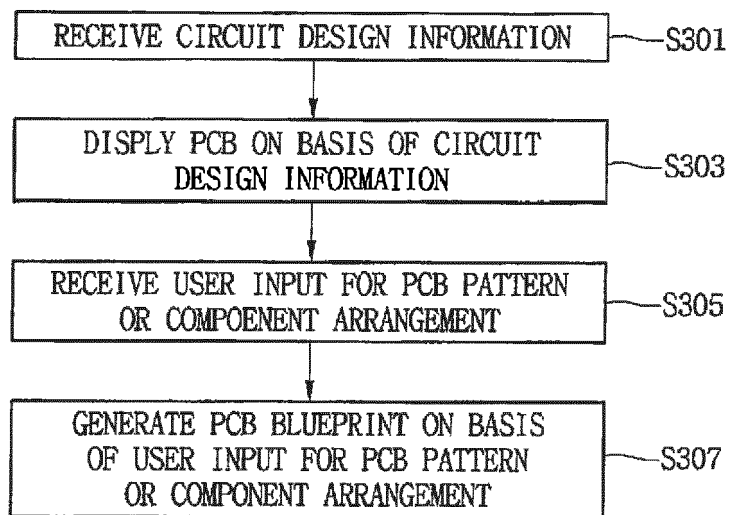 RECEIVE CIRCUIT DESIGN INFORMATION
S301
DISPLY PCB ON BASIS OF CIRCUIT
DESIGN INFORMATION
S303
RECEIVE USER INPUT FOR PCB PATTERN
OR COMPOENENT ARRANGEMENT
S305
GENERATE PCB BLUEPRINT ON BASIS
OF USER INPUT FOR PCB PATTERN
OR COMPONENT ARRANGEMENT
S307